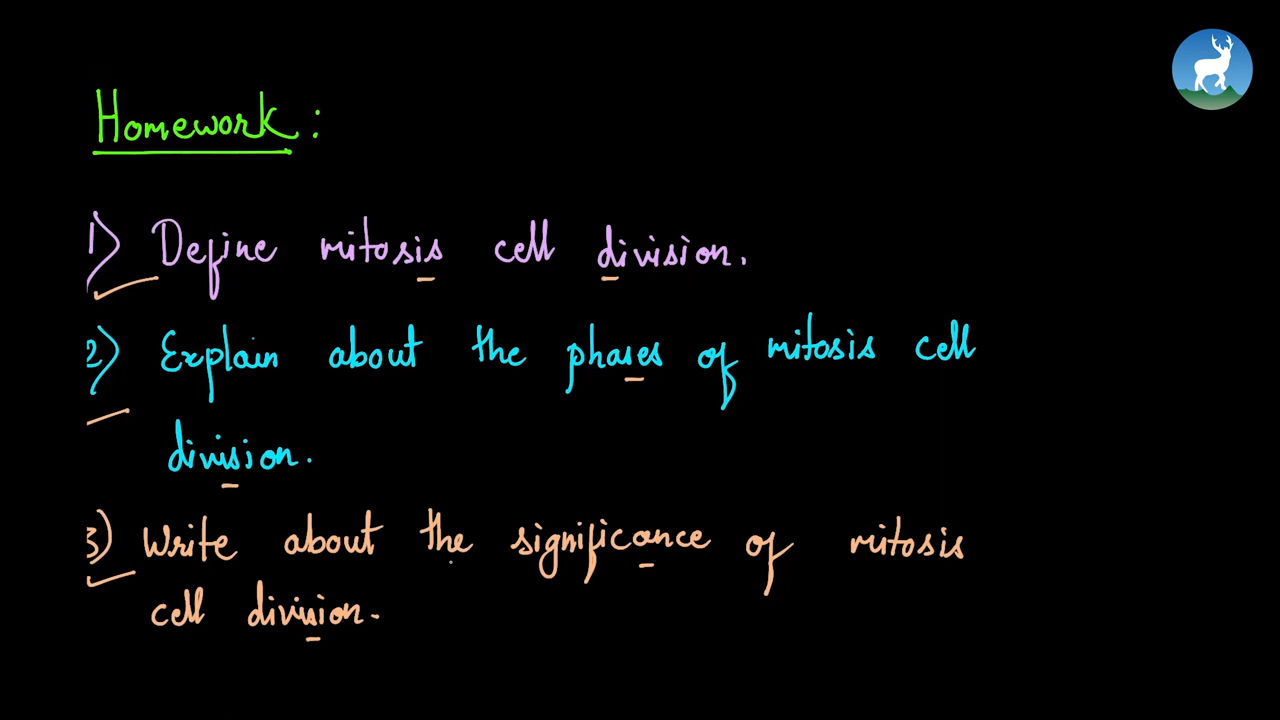 Homework :
1) Define mitosis cell division.
2) Explain about the phases of mitosis cell
division.
3) Write about the significance of mitosis
cell division.